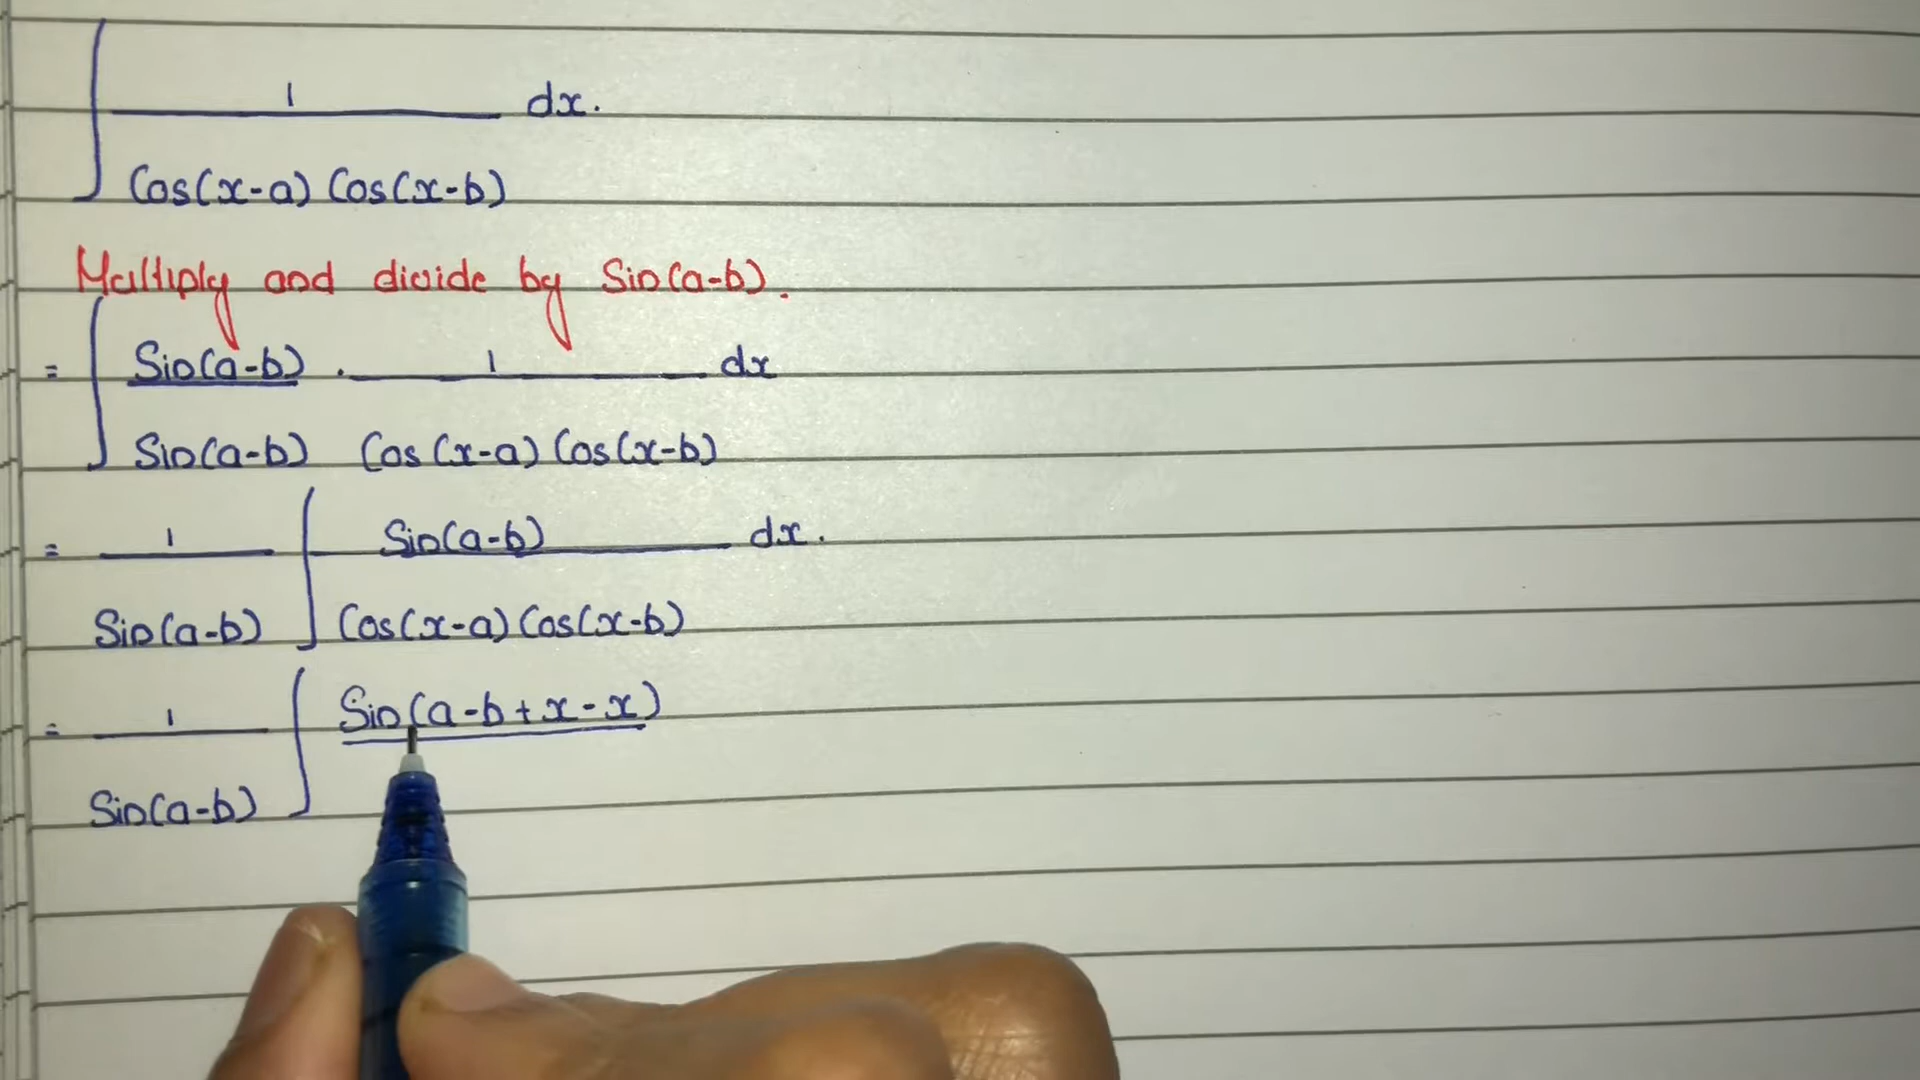 ∫ 1 / Cos(x-a) Cos(x-b) dx.
Multiply and divide by Sin(a-b).
= ∫ Sin(a-b) / Sin(a-b) · 1 / Cos(x-a) Cos(x-b) dx
= 1 / Sin(a-b) ∫ Sin(a-b) / Cos(x-a) Cos(x-b) dx.
= 1 / Sin(a-b) ∫ Sin(a-b+x-x)